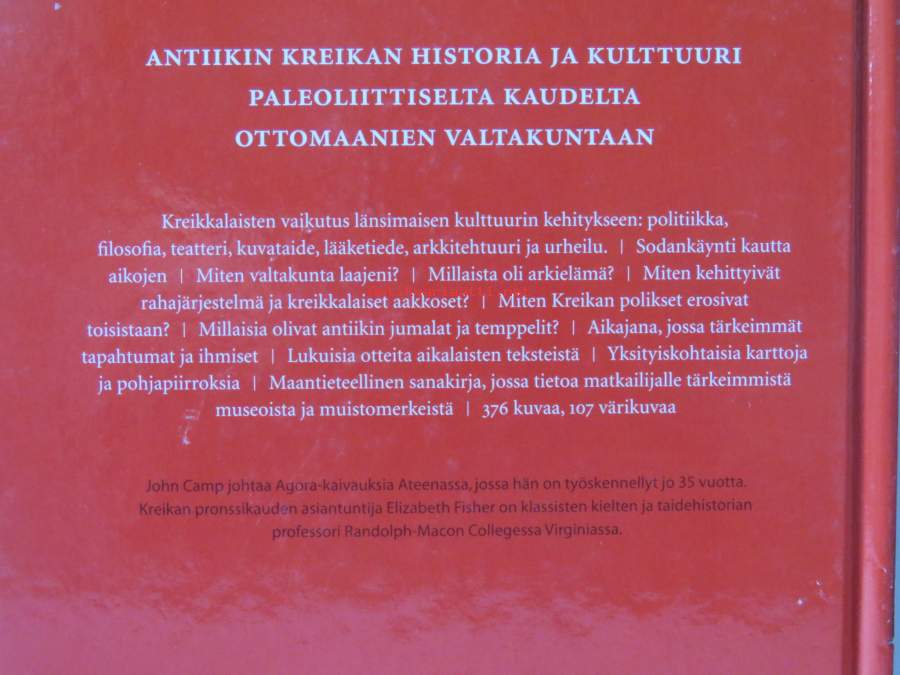 ANTIIKIN KREIKAN HISTORIA JA KULTTUURI
PALEOLIITTISELTA KAUDELTA
OTTOMAANIEN VALTAKUNTAAN
Kreikkalaisten vaikutus länsimaisen kulttuurin kehitykseen: politiikka,
filosofia, teatteri, kuvataide, lääketiede, arkkitehtuuri ja urheilu. | Sodankäynti kautta
aikojen | Miten valtakunta laajeni? | Millaista oli arkielämä? | Miten kehittyivät
rahajärjestelmä ja kreikkalaiset aakkoset? | Miten Kreikan polikset erosivat
toisistaan? | Millaisia olivat antiikin jumalat ja temppelit? | Aikajana, jossa tärkeimmät
tapahtumat ja ihmiset | Lukuisia otteita aikalaisten teksteistä | Yksityiskohtaisia karttoja
ja pohjapiirroksia | Maantieteellinen sanakirja, jossa tietoa matkailijalle tärkeimmistä
museoista ja muistomerkeistä | 376 kuvaa, 107 värikuvaa
John Camp johtaa Agora-kaivauksia Ateenassa, jossa hän on työskennellyt jo 35 vuotta.
Kreikan pronssikauden asiantuntija Elizabeth Fisher on klassisten kielten ja taidehistorian
professori Randolph-Macon Collegessa Virginiassa.